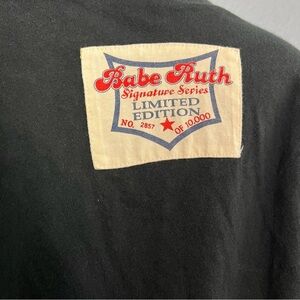 Babe Ruth
Signature Series
LIMITED
EDITION
NO. 2857 OF 10,000